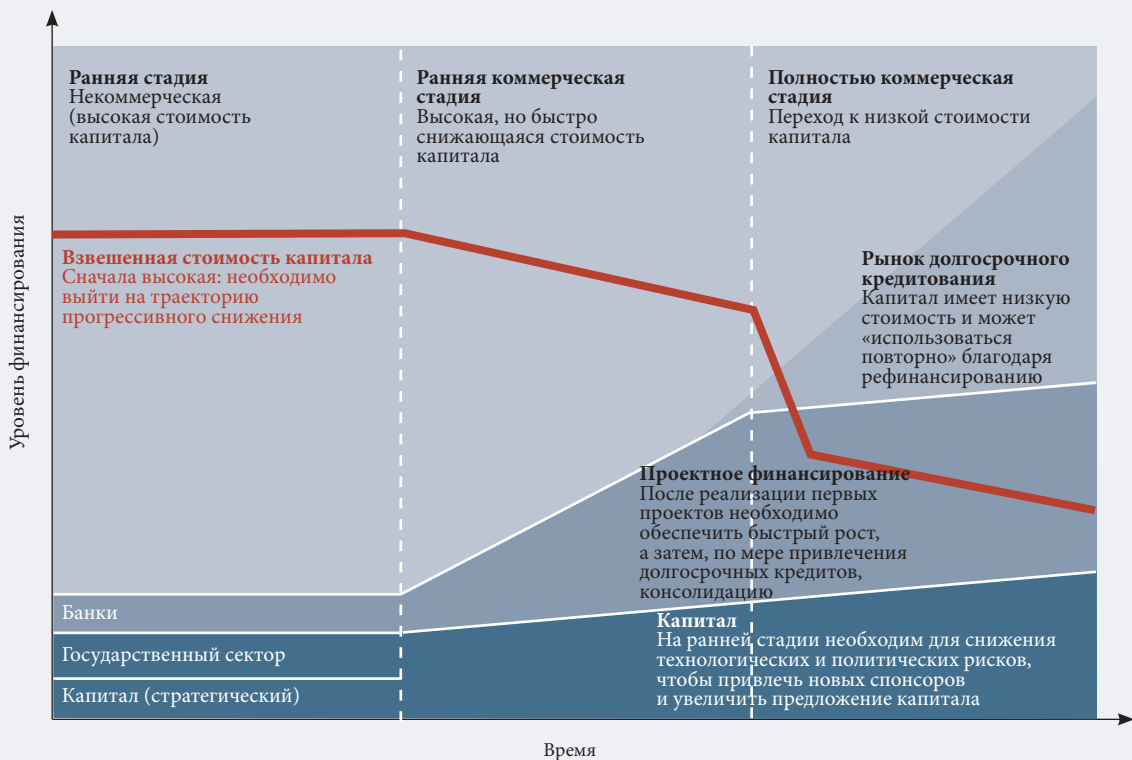 Ранняя стадия
Некоммерческая
(высокая стоимость
капитала)
Ранняя коммерческая
стадия
Высокая, но быстро
снижающаяся стоимость
капитала
Полностью коммерческая
стадия
Переход к низкой стоимости
капитала
Уровень финансирования
Взвешенная стоимость капитала
Сначала высокая: необходимо
выйти на траекторию
прогрессивного снижения
Рынок долгосрочного
кредитования
Капитал имеет низкую
стоимость и может
«использоваться
повторно» благодаря
рефинансированию
Проектное финансирование
После реализации первых
проектов необходимо
обеспечить быстрый рост,
а затем, по мере привлечения
долгосрочных кредитов,
консолидацию
Банки
Государственный сектор
Капитал (стратегический)
Капитал
На ранней стадии необходим для снижения
технологических и политических рисков,
чтобы привлечь новых спонсоров
и увеличить предложение капитала
Время